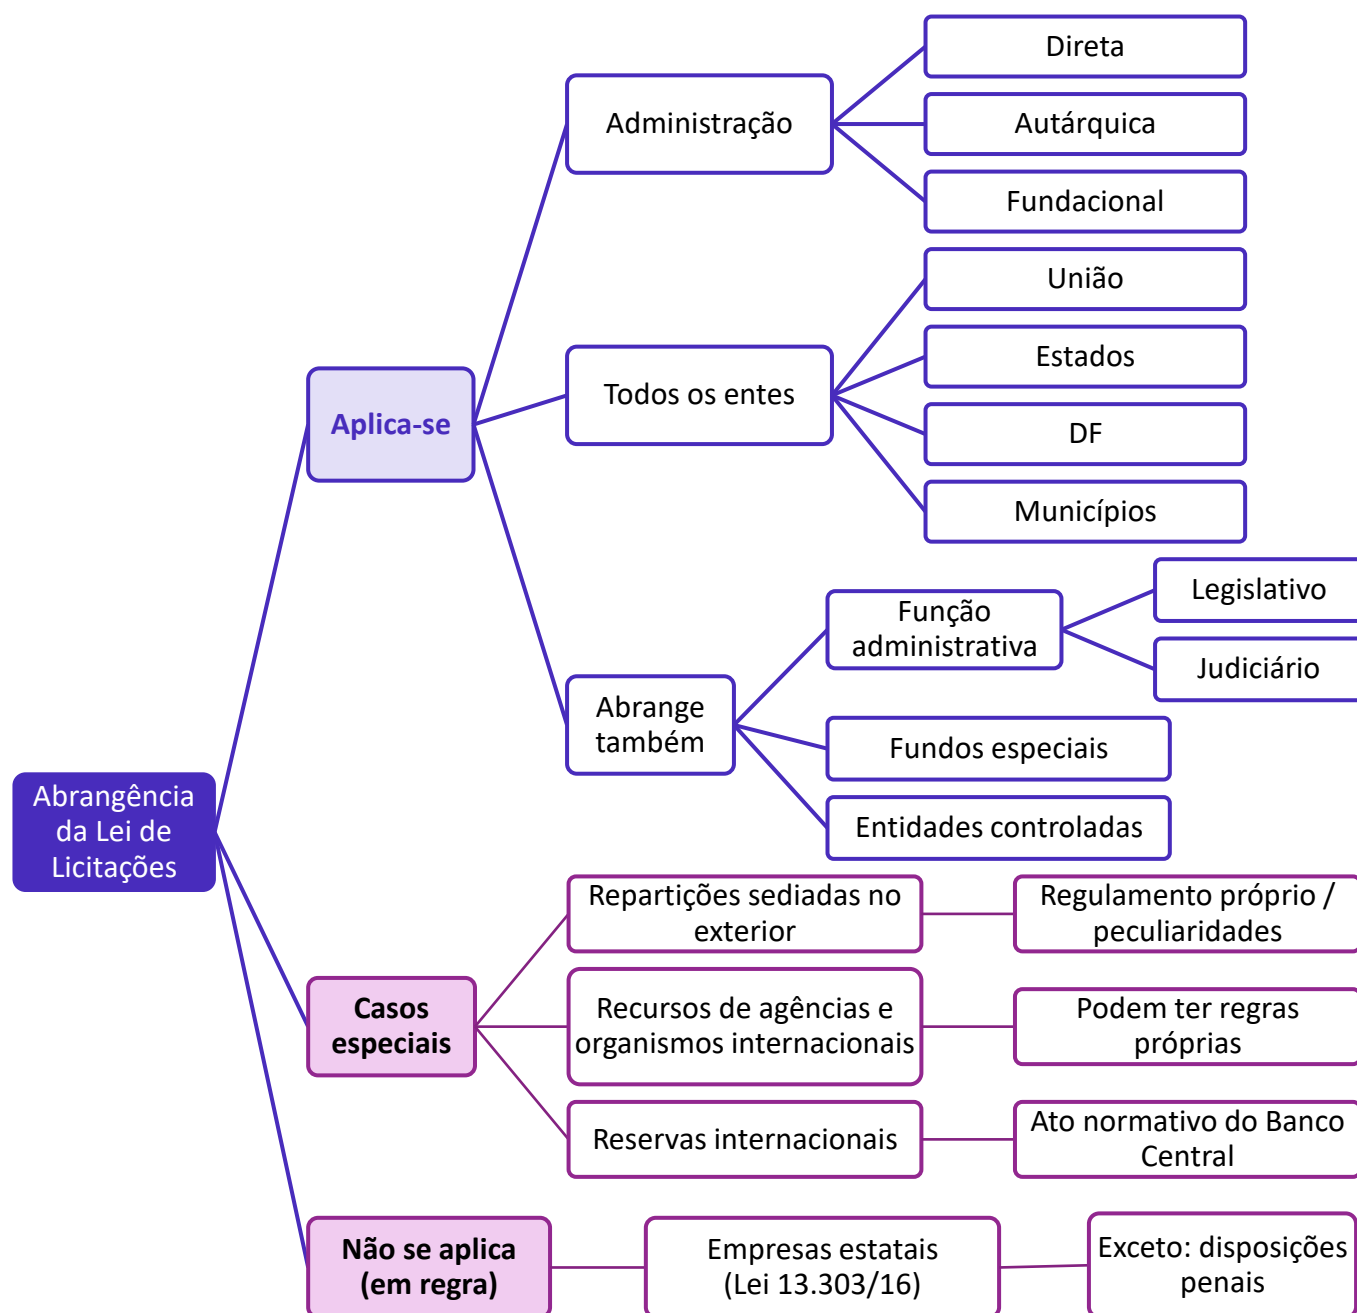 Abrangência
da Lei de
Licitações
Aplica-se
Administração
Direta
Autárquica
Fundacional
Todos os entes
União
Estados
DF
Municípios
Abrange
também
Função
administrativa
Legislativo
Judiciário
Fundos especiais
Entidades controladas
Casos
especiais
Repartições sediadas no
exterior
Regulamento próprio /
peculiaridades
Recursos de agências e
organismos internacionais
Podem ter regras
próprias
Reservas internacionais
Ato normativo do Banco
Central
Não se aplica
(em regra)
Empresas estatais
(Lei 13.303/16)
Exceto: disposições
penais